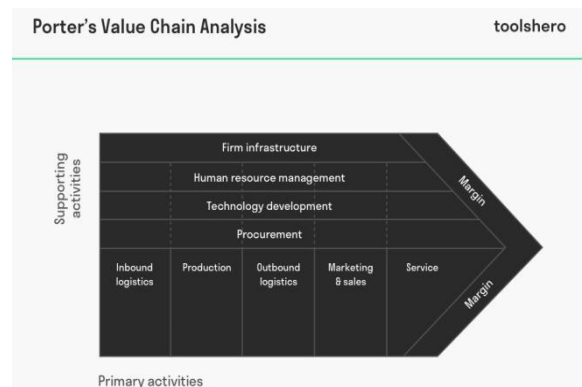 Porter's Value Chain Analysis
toolshero
Supporting
activities
Firm infrastructure
Human resource management
Technology development
Procurement
Margin
Inbound
logistics
Production
Outbound
logistics
Marketing
& sales
Service
Margin
Primary activities